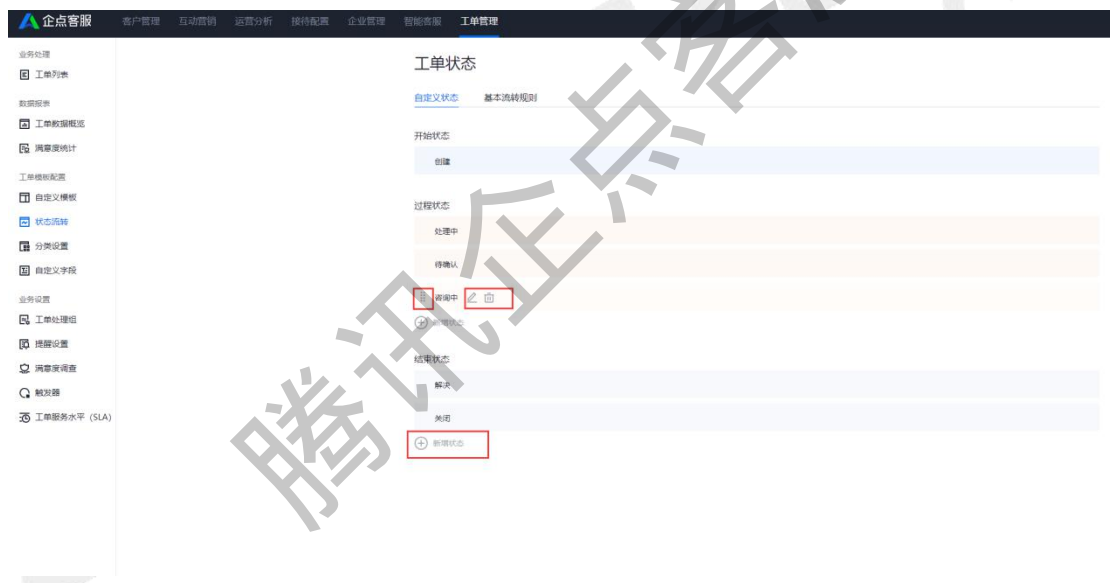 企点客服 客户管理 互动营销 运营分析 接待配置 企业管理 智能客服 工单管理
业务处理
工单列表
数据报表
工单数据概览
满意度统计
工单模板配置
自定义模板
状态流转
分类设置
自定义字段
业务设置
工单处理组
提醒设置
满意度调查
触发器
工单服务水平 (SLA)
工单状态
自定义状态 基本流转规则
开始状态
创建
过程状态
处理中
待确认
咨询中
新增状态
结束状态
解决
关闭
新增状态
腾讯企点客